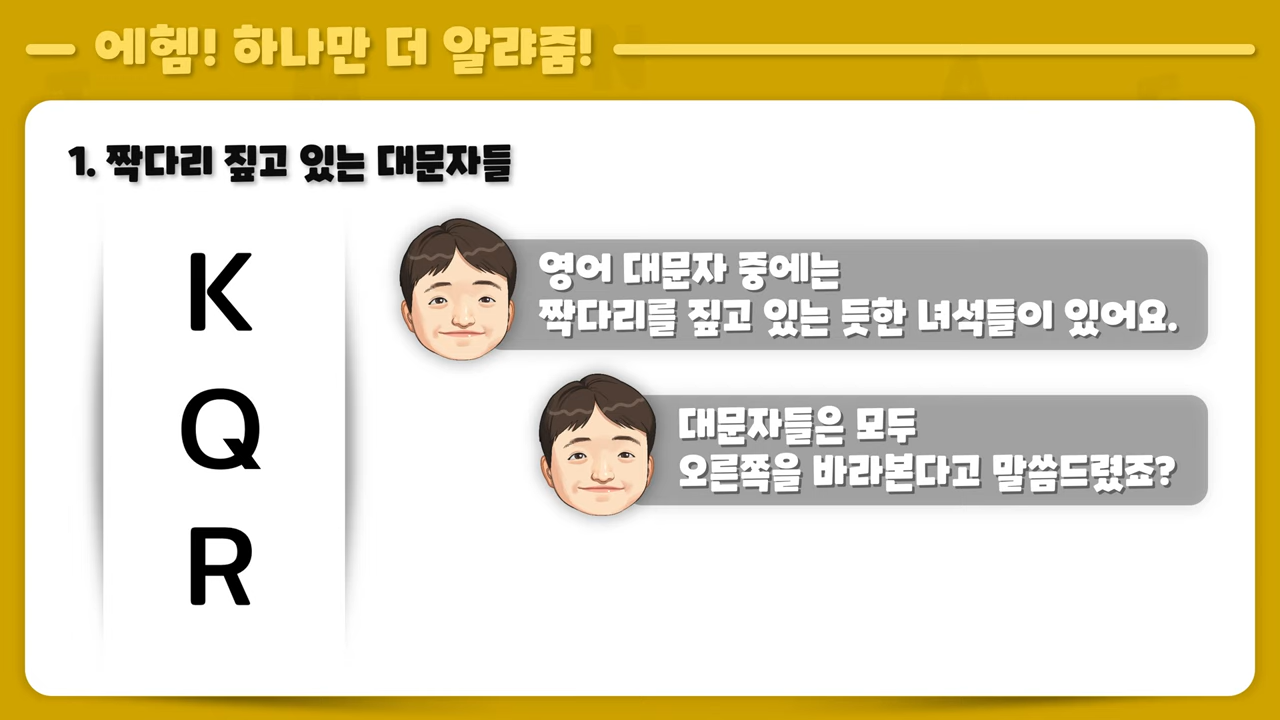 에헴! 하나만 더 알랴줌!
1. 짝다리 짚고 있는 대문자들
K
Q
R
영어 대문자 중에는
짝다리를 짚고 있는 듯한 녀석들이 있어요.
대문자들은 모두
오른쪽을 바라본다고 말씀드렸죠?